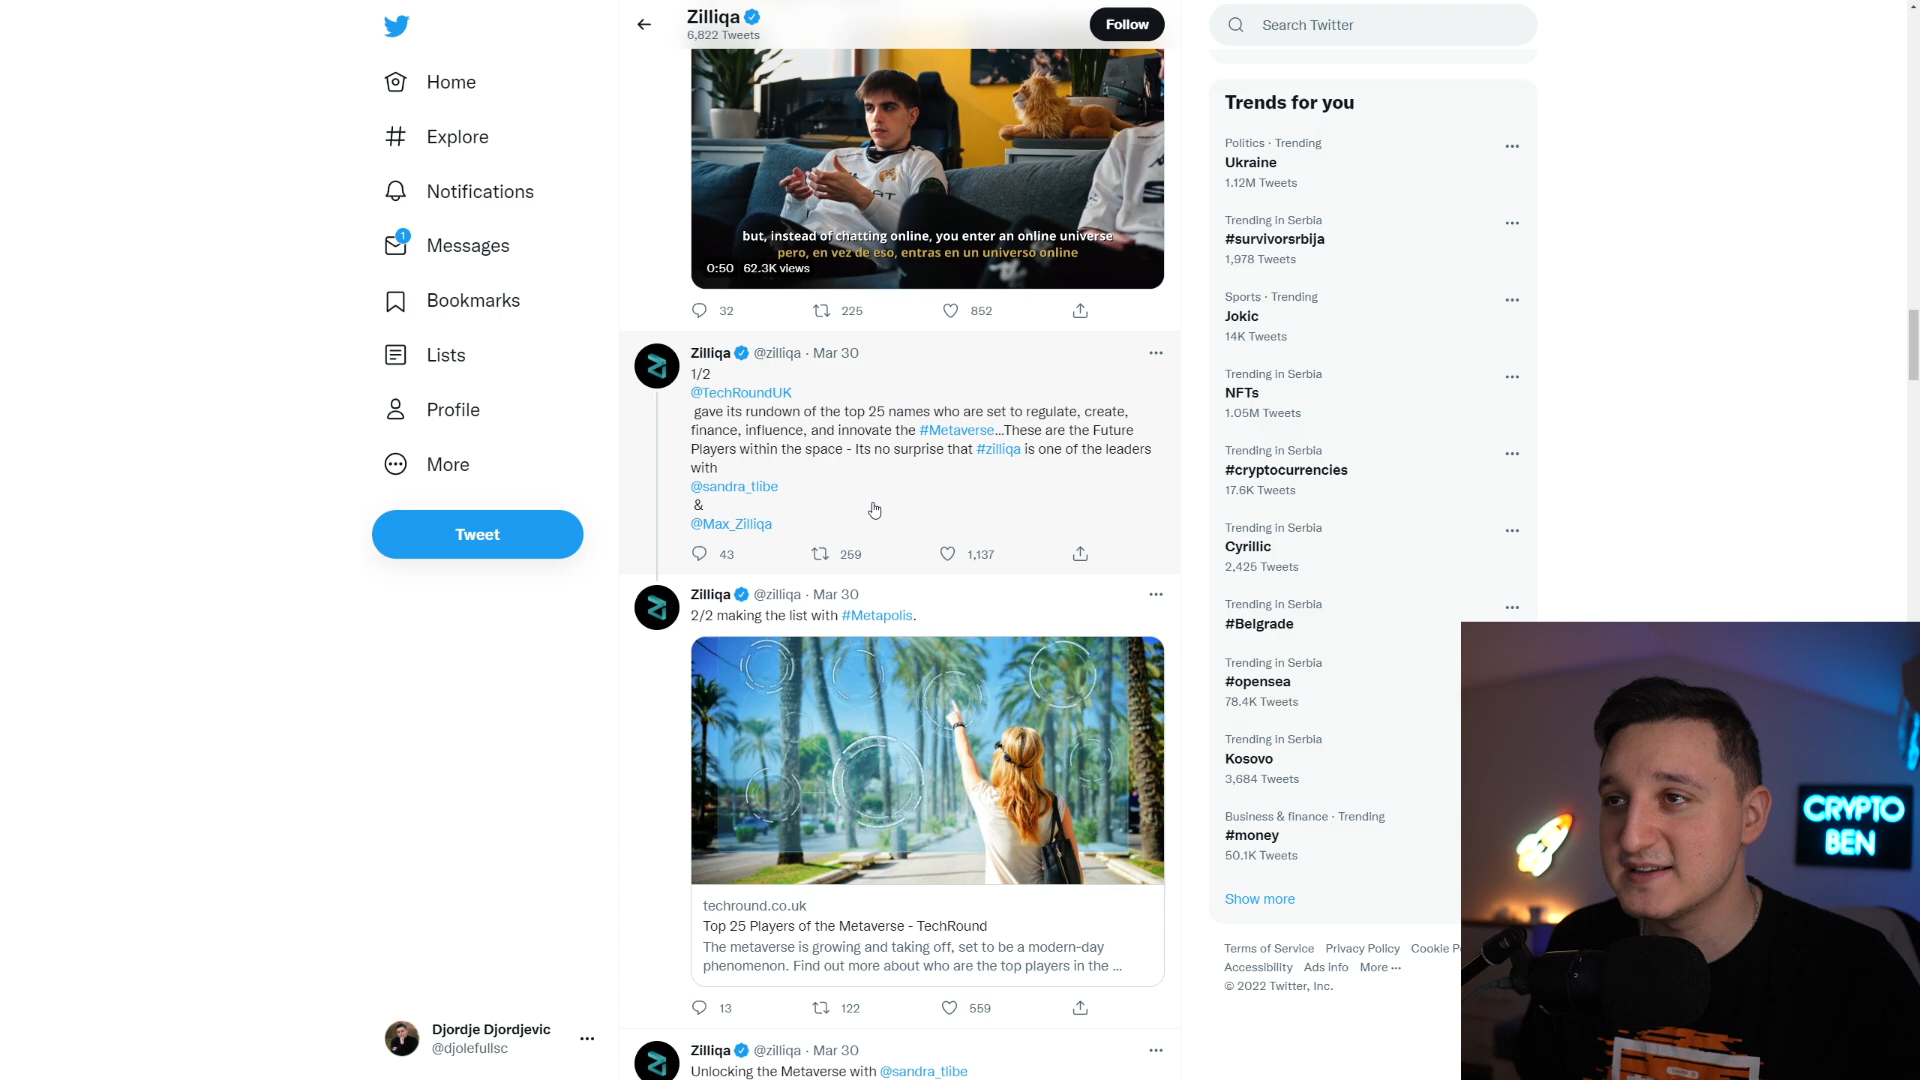 Home
Explore
Notifications
1
Messages
Bookmarks
Lists
Profile
More
Tweet
Djordje Djordjevic
@djolefullsc
Zilliqa
6,822 Tweets
Follow
but, instead of chatting online, you enter an online universe
pero, en vez de eso, entras en un universo online
0:50 62.3K views
32 225 852
Zilliqa @zilliqa · Mar 30
1/2
@TechRoundUK
gave its rundown of the top 25 names who are set to regulate, create,
finance, influence, and innovate the #Metaverse...These are the Future
Players within the space - Its no surprise that #zilliqa is one of the leaders
with
@sandra_tlibe
&
@Max_Zilliqa
43 259 1,137
Zilliqa @zilliqa · Mar 30
2/2 making the list with #Metapolis.
techround.co.uk
Top 25 Players of the Metaverse - TechRound
The metaverse is growing and taking off, set to be a modern-day
phenomenon. Find out more about who are the top players in the ...
13 122 559
Zilliqa @zilliqa · Mar 30
Unlocking the Metaverse with @sandra_tlibe
Search Twitter
Trends for you
Politics · Trending
Ukraine
1.12M Tweets
Trending in Serbia
#survivorsrbija
1,978 Tweets
Sports · Trending
Jokic
14K Tweets
Trending in Serbia
NFTs
1.05M Tweets
Trending in Serbia
#cryptocurrencies
17.6K Tweets
Trending in Serbia
Cyrillic
2,425 Tweets
Trending in Serbia
#Belgrade
Trending in Serbia
#opensea
78.4K Tweets
Trending in Serbia
Kosovo
3,684 Tweets
Business & finance · Trending
#money
50.1K Tweets
Show more
Terms of Service Privacy Policy Cookie
Accessibility Ads info More ...
© 2022 Twitter, Inc.
CRYPTO
BEN